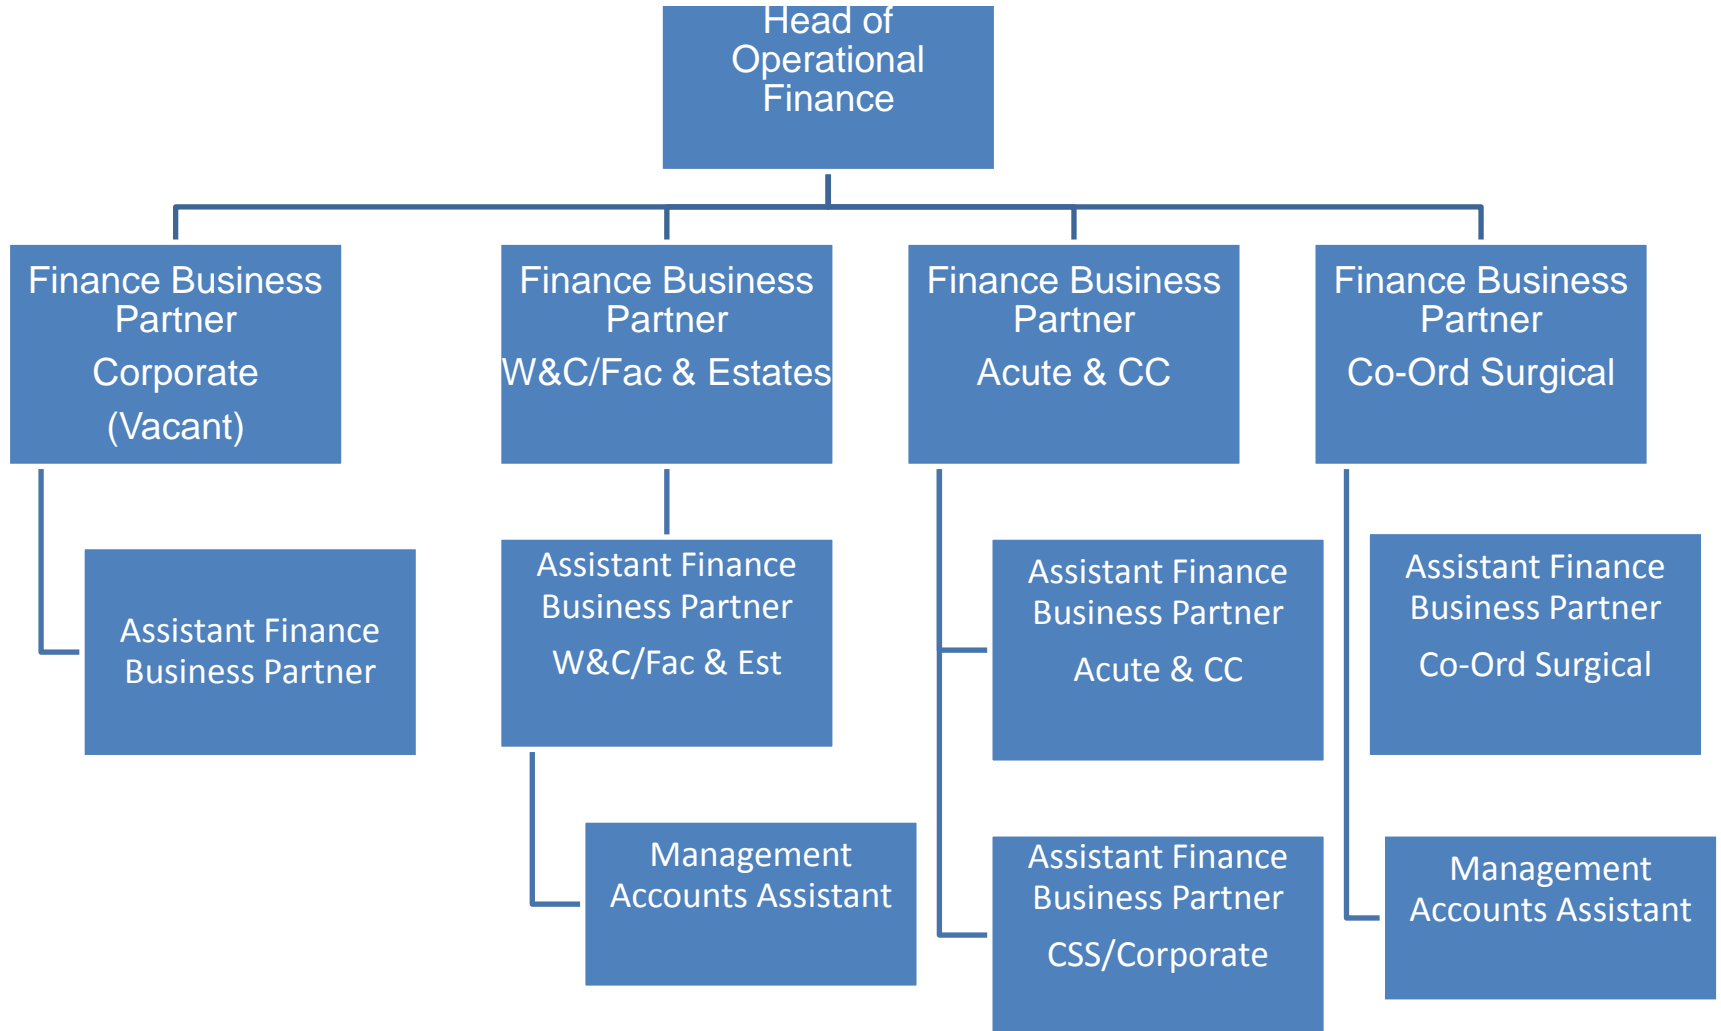 Head of
Operational
Finance
Finance Business
Partner
Corporate
(Vacant)
Finance Business
Partner
W&C/Fac & Estates
Finance Business
Partner
Acute & CC
Finance Business
Partner
Co-Ord Surgical
Assistant Finance
Business Partner
Assistant Finance
Business Partner
W&C/Fac & Est
Assistant Finance
Business Partner
Acute & CC
Assistant Finance
Business Partner
Co-Ord Surgical
Management
Accounts Assistant
Assistant Finance
Business Partner
CSS/Corporate
Management
Accounts Assistant